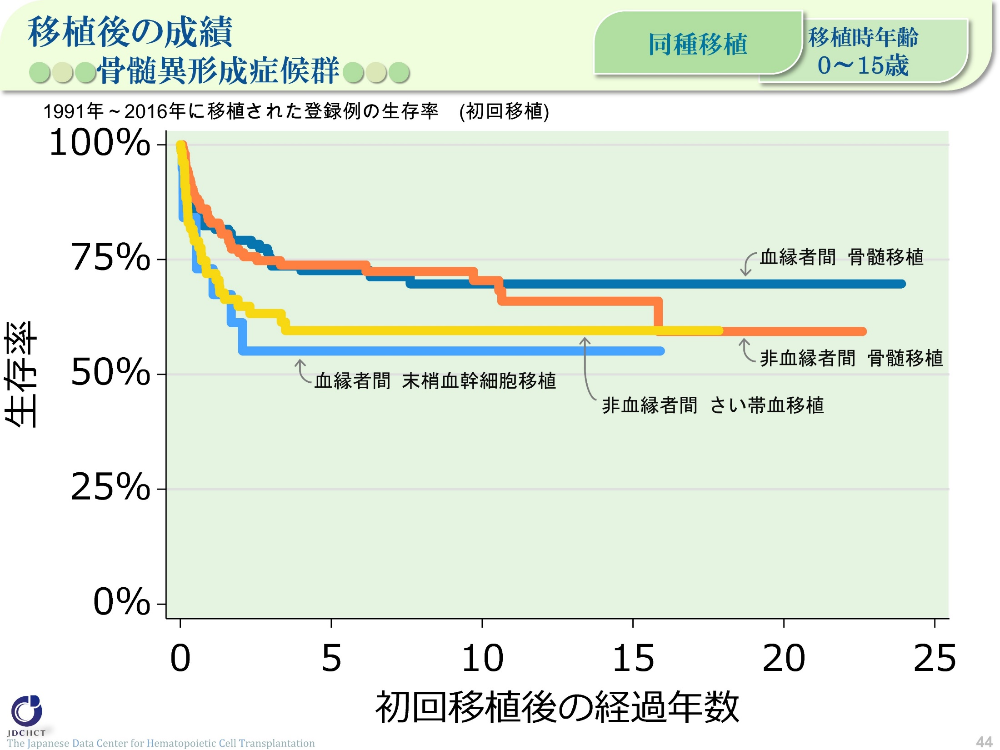 移植後の成績
骨髄異形成症候群
同種移植
移植時年齢
0～15歳
1991年～2016年に移植された登録例の生存率 (初回移植)
100%
75%
50%
25%
0%
生存率
血縁者間 骨髄移植
非血縁者間 骨髄移植
血縁者間 末梢血幹細胞移植
非血縁者間 さい帯血移植
0 5 10 15 20 25
初回移植後の経過年数
JDCHCT
The Japanese Data Center for Hematopoietic Cell Transplantation
44